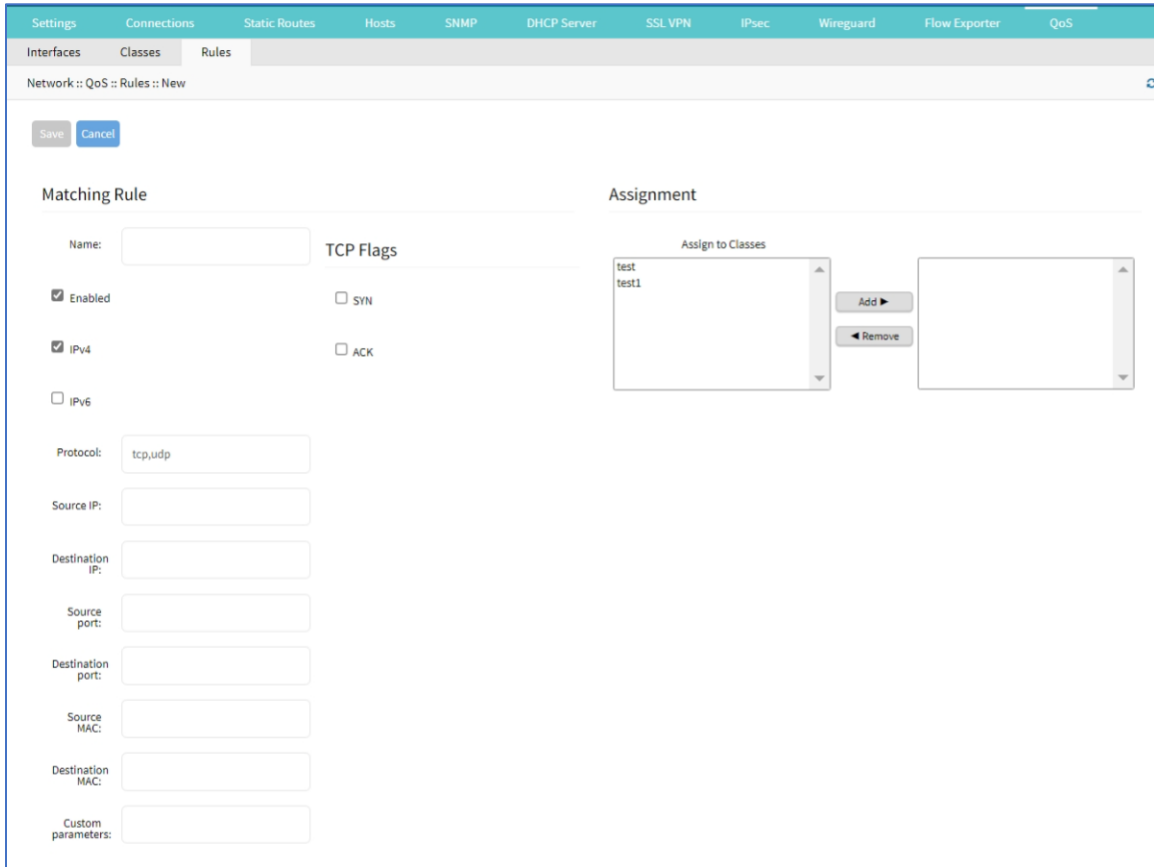 Settings Connections Static Routes Hosts SNMP DHCP Server SSL VPN IPsec Wireguard Flow Exporter QoS
Interfaces Classes Rules
Network :: QoS :: Rules :: New
Save Cancel
Matching Rule
Name:
Enabled
IPv4
IPv6
Protocol: tcp,udp
Source IP:
Destination
IP:
Source
port:
Destination
port:
Source
MAC:
Destination
MAC:
Custom
parameters:
TCP Flags
SYN
ACK
Assignment
Assign to Classes
test
test1
Add ►
◄ Remove